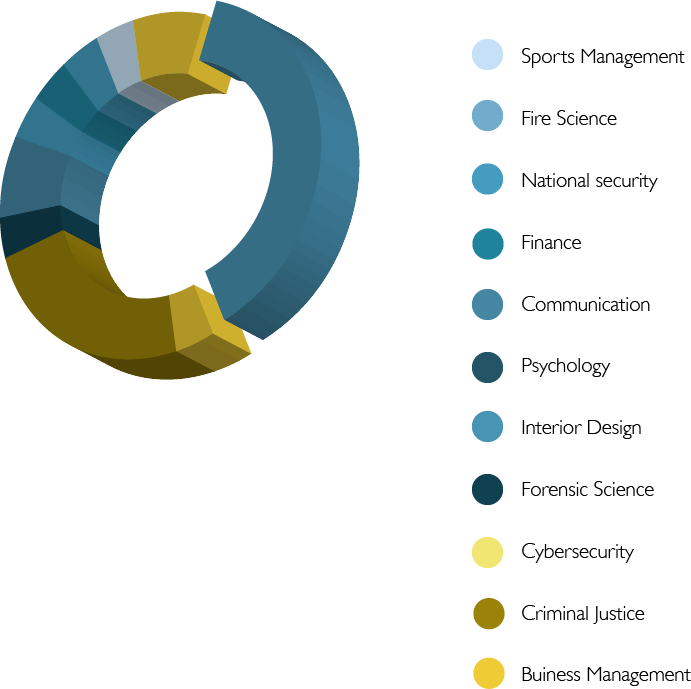 Sports Management
Fire Science
National security
Finance
Communication
Psychology
Interior Design
Forensic Science
Cybersecurity
Criminal Justice
Buiness Management